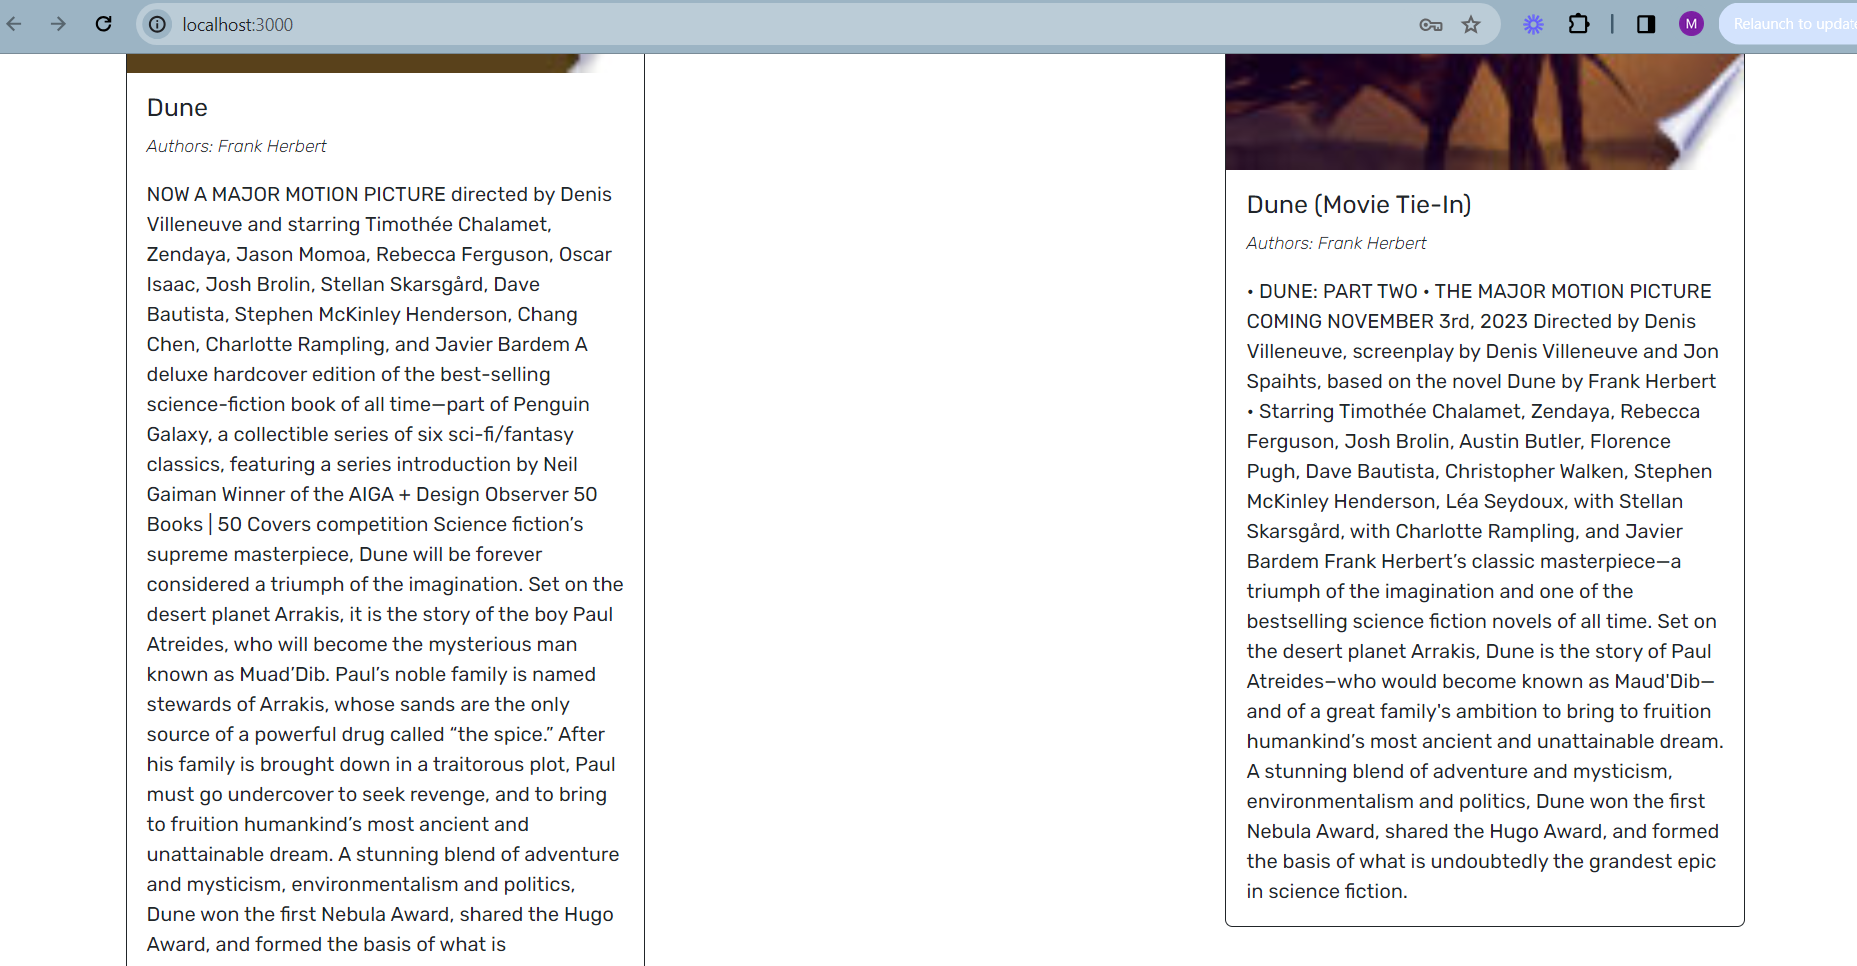 localhost:3000
M
Relaunch to update
Dune
Authors: Frank Herbert
NOW A MAJOR MOTION PICTURE directed by Denis
Villeneuve and starring Timothée Chalamet,
Zendaya, Jason Momoa, Rebecca Ferguson, Oscar
Isaac, Josh Brolin, Stellan Skarsgård, Dave
Bautista, Stephen McKinley Henderson, Chang
Chen, Charlotte Rampling, and Javier Bardem A
deluxe hardcover edition of the best-selling
science-fiction book of all time—part of Penguin
Galaxy, a collectible series of six sci-fi/fantasy
classics, featuring a series introduction by Neil
Gaiman Winner of the AIGA + Design Observer 50
Books | 50 Covers competition Science fiction’s
supreme masterpiece, Dune will be forever
considered a triumph of the imagination. Set on the
desert planet Arrakis, it is the story of the boy Paul
Atreides, who will become the mysterious man
known as Muad’Dib. Paul’s noble family is named
stewards of Arrakis, whose sands are the only
source of a powerful drug called “the spice.” After
his family is brought down in a traitorous plot, Paul
must go undercover to seek revenge, and to bring
to fruition humankind’s most ancient and
unattainable dream. A stunning blend of adventure
and mysticism, environmentalism and politics,
Dune won the first Nebula Award, shared the Hugo
Award, and formed the basis of what is
Dune (Movie Tie-In)
Authors: Frank Herbert
• DUNE: PART TWO • THE MAJOR MOTION PICTURE
COMING NOVEMBER 3rd, 2023 Directed by Denis
Villeneuve, screenplay by Denis Villeneuve and Jon
Spaihts, based on the novel Dune by Frank Herbert
• Starring Timothée Chalamet, Zendaya, Rebecca
Ferguson, Josh Brolin, Austin Butler, Florence
Pugh, Dave Bautista, Christopher Walken, Stephen
McKinley Henderson, Léa Seydoux, with Stellan
Skarsgård, with Charlotte Rampling, and Javier
Bardem Frank Herbert’s classic masterpiece—a
triumph of the imagination and one of the
bestselling science fiction novels of all time. Set on
the desert planet Arrakis, Dune is the story of Paul
Atreides−who would become known as Maud'Dib—
and of a great family's ambition to bring to fruition
humankind’s most ancient and unattainable dream.
A stunning blend of adventure and mysticism,
environmentalism and politics, Dune won the first
Nebula Award, shared the Hugo Award, and formed
the basis of what is undoubtedly the grandest epic
in science fiction.